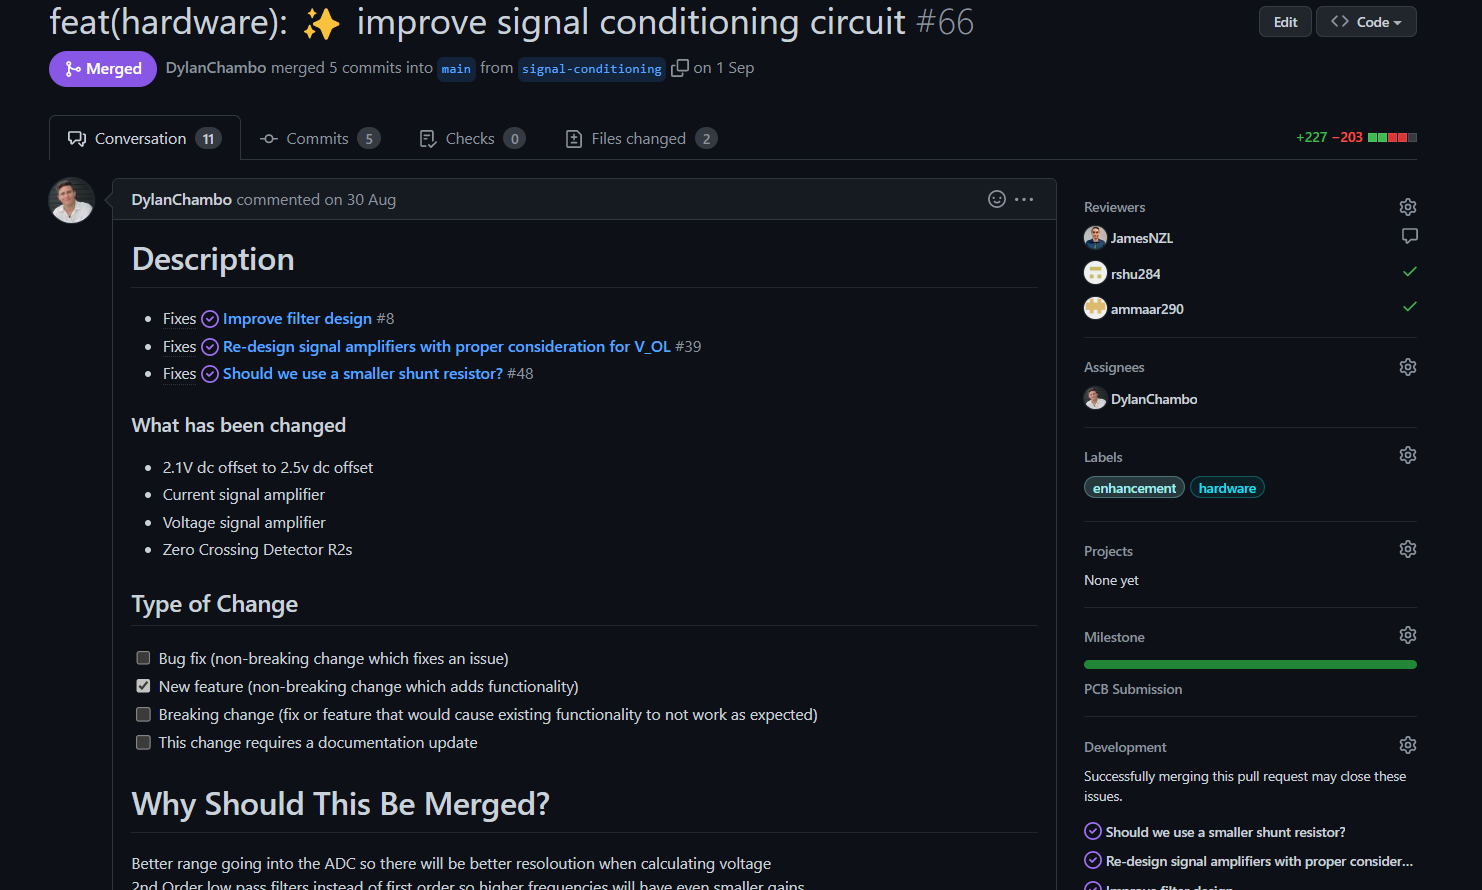 feat(hardware): ✨ improve signal conditioning circuit #66
Edit
<> Code
Merged
DylanChambo merged 5 commits into main from signal-conditioning on 1 Sep
Conversation 11
Commits 5
Checks 0
Files changed 2
+227 −203
DylanChambo commented on 30 Aug
Description
Fixes Improve filter design #8
Fixes Re-design signal amplifiers with proper consideration for V_OL #39
Fixes Should we use a smaller shunt resistor? #48
What has been changed
2.1V dc offset to 2.5v dc offset
Current signal amplifier
Voltage signal amplifier
Zero Crossing Detector R2s
Type of Change
Bug fix (non-breaking change which fixes an issue)
New feature (non-breaking change which adds functionality)
Breaking change (fix or feature that would cause existing functionality to not work as expected)
This change requires a documentation update
Why Should This Be Merged?
Better range going into the ADC so there will be better resoloution when calculating voltage
2nd Order low pass filters instead of first order so higher frequencies will have even smaller gains
Reviewers
JamesNZL
rshu284
ammaar290
Assignees
DylanChambo
Labels
enhancement
hardware
Projects
None yet
Milestone
PCB Submission
Development
Successfully merging this pull request may close these
issues.
Should we use a smaller shunt resistor?
Re-design signal amplifiers with proper consider...
Improve filter design